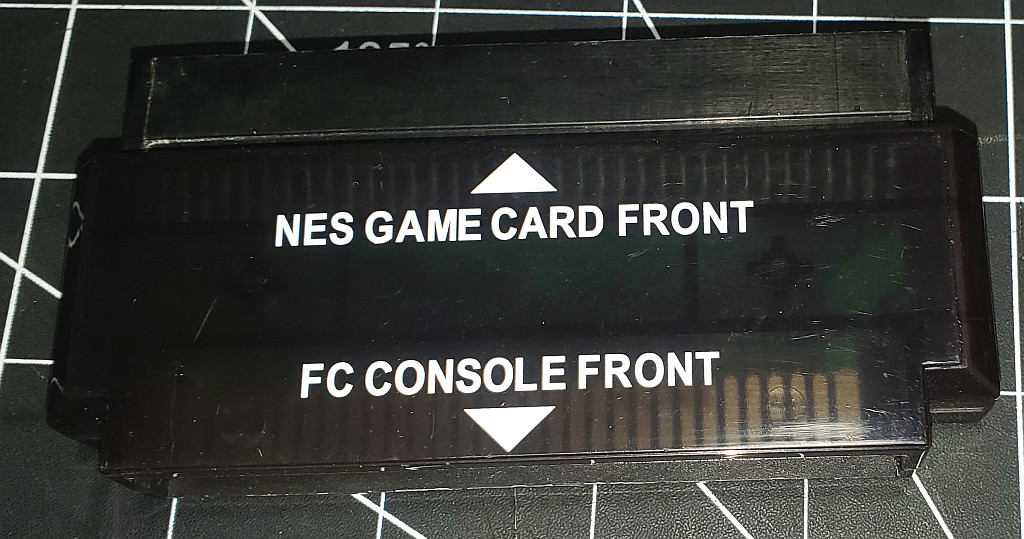 NES GAME CARD FRONT
FC CONSOLE FRONT